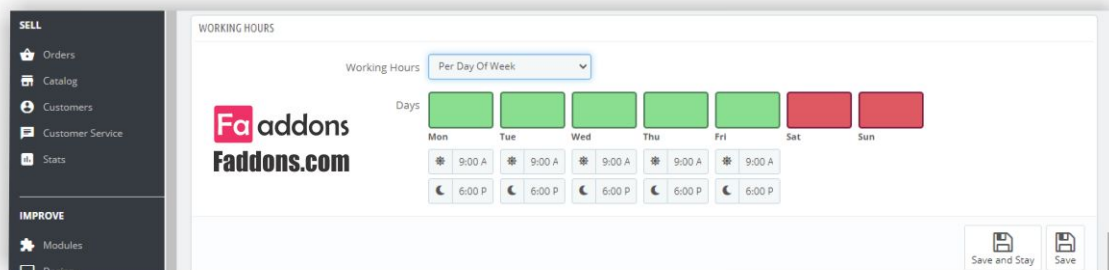 SELL
Orders
Catalog
Customers
Customer Service
Stats
IMPROVE
Modules
WORKING HOURS
Working Hours Per Day Of Week
Days
Fa addons
Faddons.com
Mon Tue Wed Thu Fri Sat Sun
9:00 A 9:00 A 9:00 A 9:00 A 9:00 A
6:00 P 6:00 P 6:00 P 6:00 P 6:00 P
Save and Stay Save